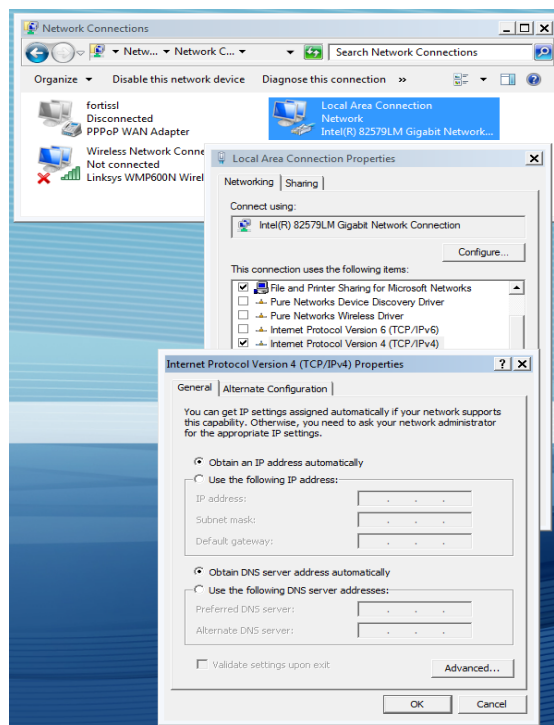 Network Connections
Netw... Network C... Search Network Connections
Organize Disable this network device Diagnose this connection »
fortissl
Disconnected
PPPoP WAN Adapter
Local Area Connection
Network
Intel(R) 82579LM Gigabit Network...
Wireless Network Conne
Not connected
Linksys WMP600N Wirel
Local Area Connection Properties
Networking Sharing
Connect using:
Intel(R) 82579LM Gigabit Network Connection
Configure...
This connection uses the following items:
File and Printer Sharing for Microsoft Networks
Pure Networks Device Discovery Driver
Pure Networks Wireless Driver
Internet Protocol Version 6 (TCP/IPv6)
Internet Protocol Version 4 (TCP/IPv4)
Internet Protocol Version 4 (TCP/IPv4) Properties
General Alternate Configuration
You can get IP settings assigned automatically if your network supports
this capability. Otherwise, you need to ask your network administrator
for the appropriate IP settings.
Obtain an IP address automatically
Use the following IP address:
IP address:
Subnet mask:
Default gateway:
Obtain DNS server address automatically
Use the following DNS server addresses:
Preferred DNS server:
Alternate DNS server:
Validate settings upon exit
Advanced...
OK Cancel